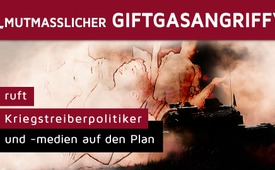 „MUTMASSLICHER GIFTGASANGRIFF“
ruft
Kriegstreiberpolitiker
und -medien auf den Plan